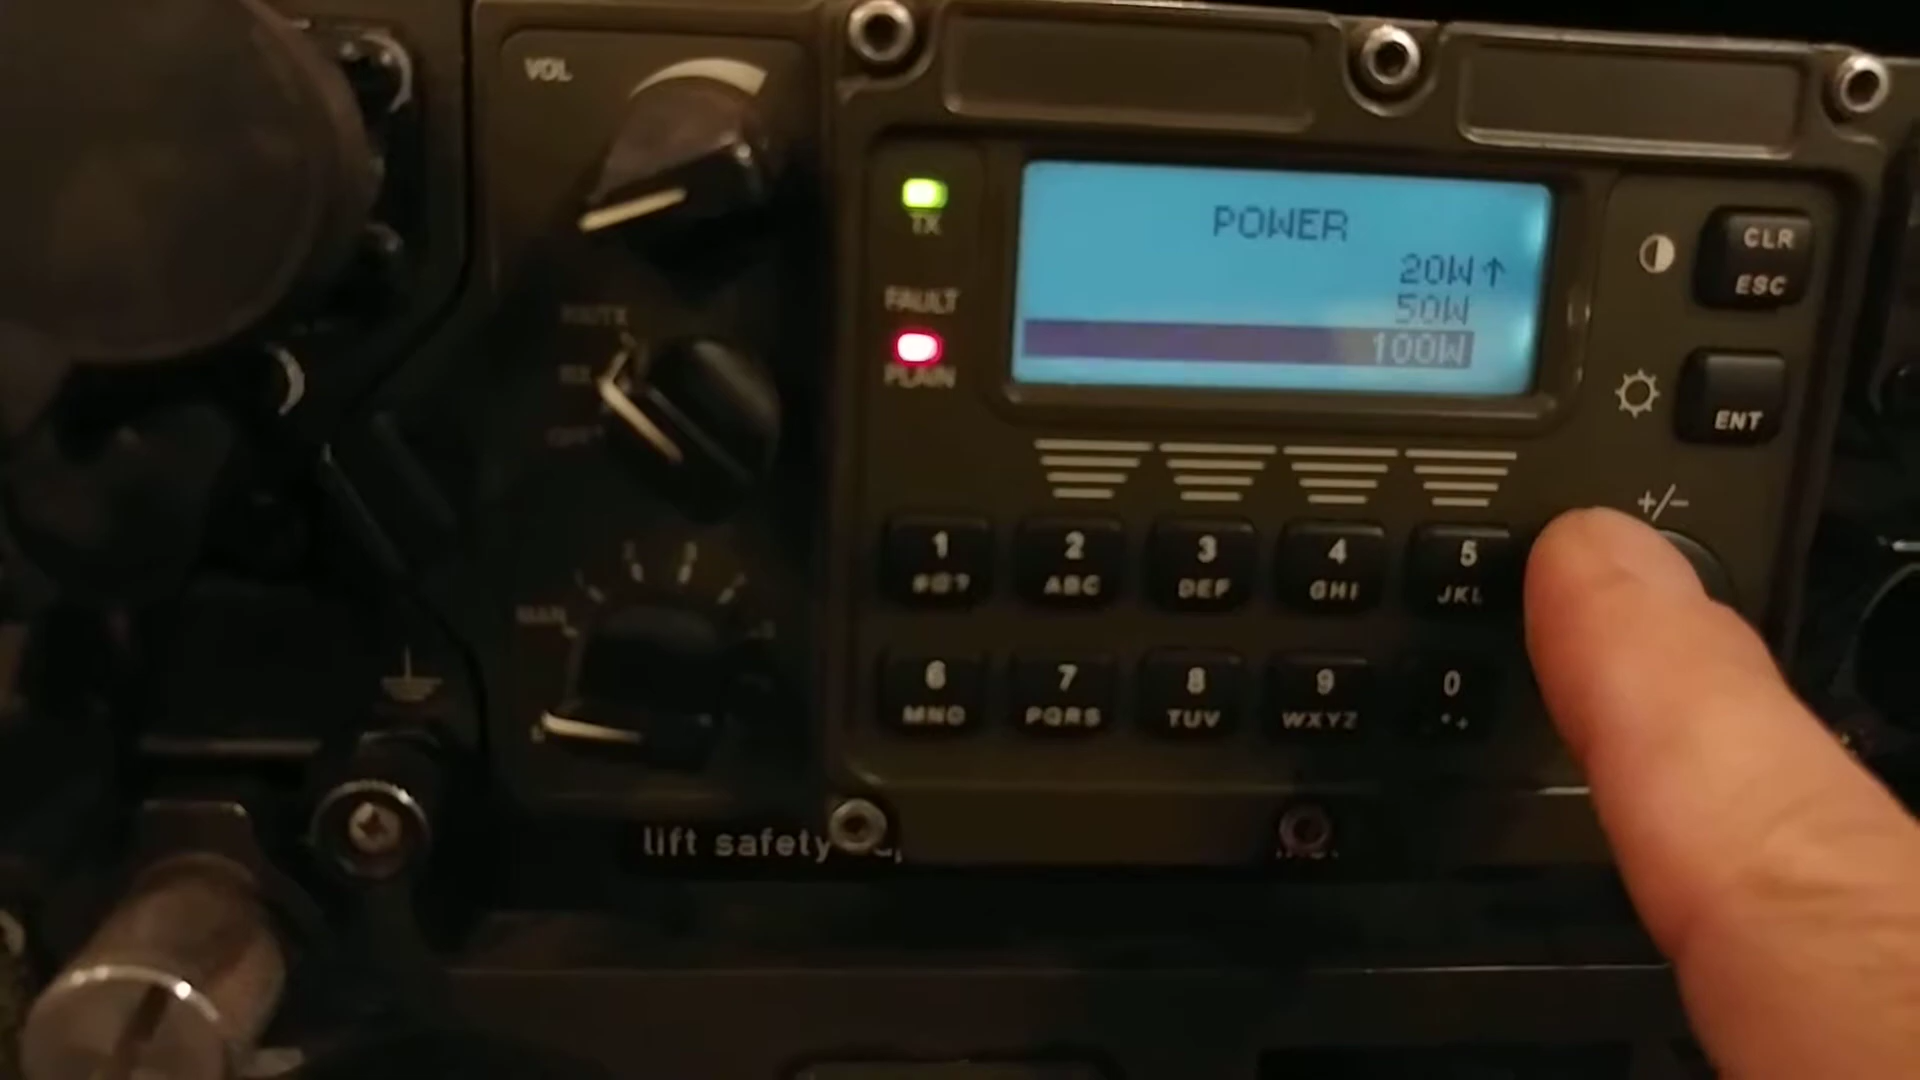 VOL
TX
FAULT
PLAIN
POWER
20W↑
50W
100W
CLR
ESC
ENT
+/-
1
2
ABC
3
DEF
4
GHI
5
JKL
6
MNO
7
PQRS
8
TUV
9
WXYZ
0
MAN
lift safety